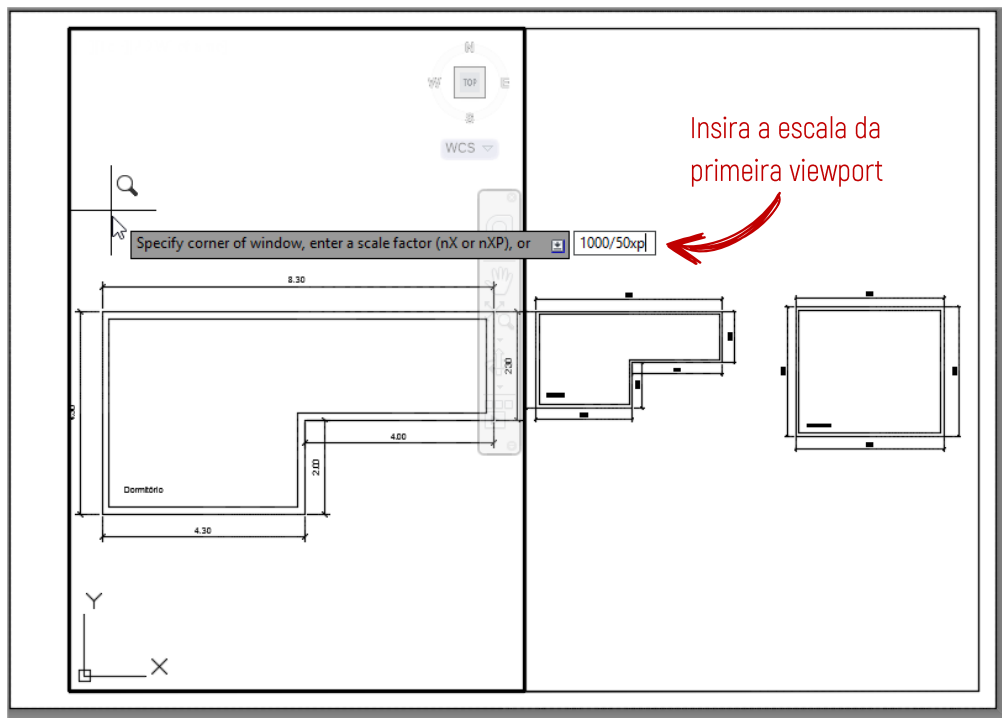 N
W
TOP
E
S
WCS
Insira a escala da
primeira viewport
Specify corner of window, enter a scale factor (nX or nXP), or
1000/50xp
8.30
2.30
4.00
2.00
Dormitório
4.30
Y
X